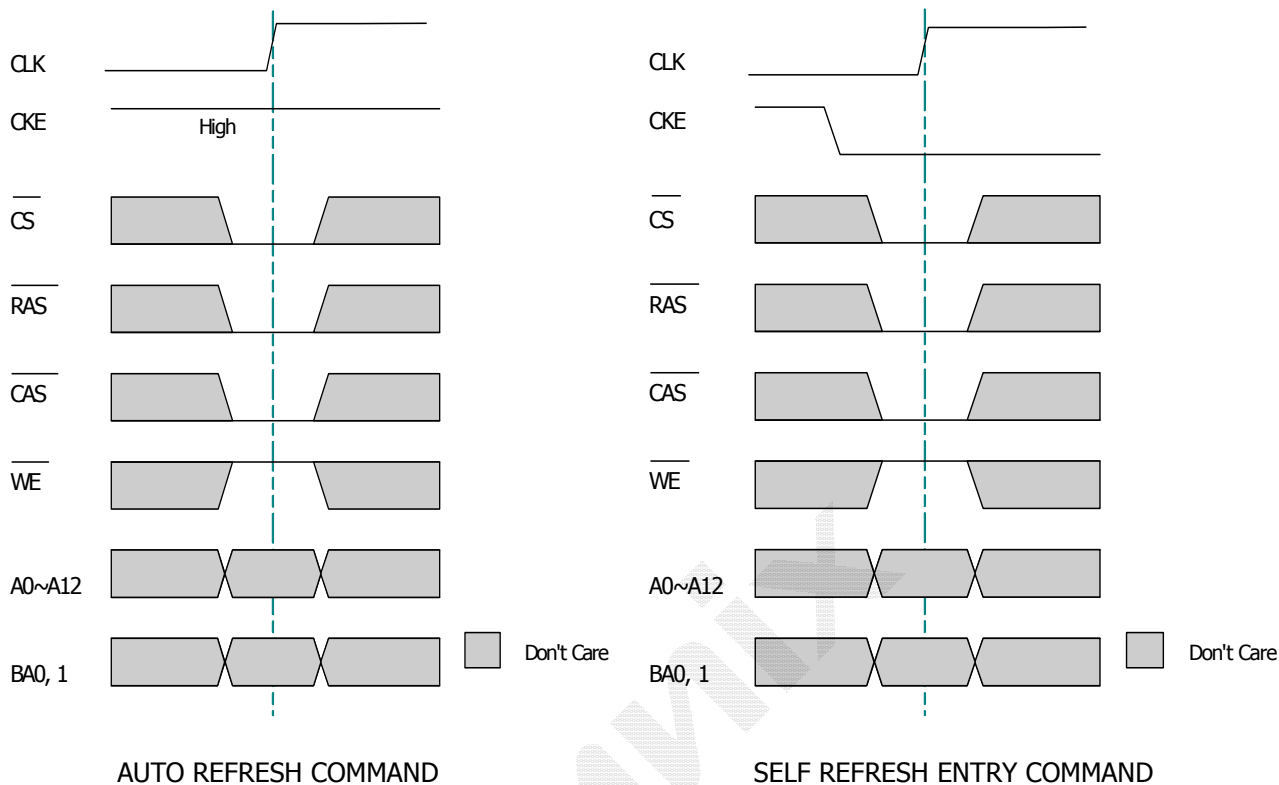 CLK
CKE
High
CS
RAS
CAS
WE
A0~A12
BA0, 1
Don't Care
AUTO REFRESH COMMAND
CLK
CKE
CS
RAS
CAS
WE
A0~A12
BA0, 1
Don't Care
SELF REFRESH ENTRY COMMAND